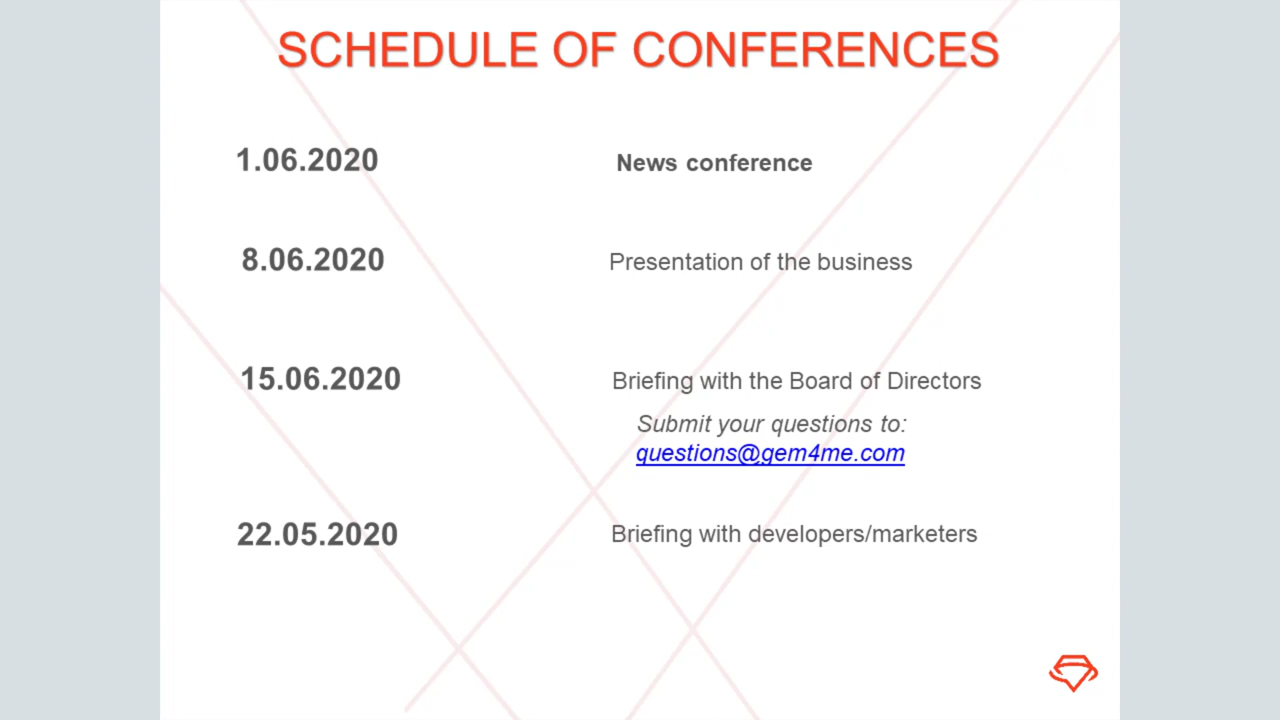 SCHEDULE OF CONFERENCES
1.06.2020 News conference
8.06.2020 Presentation of the business
15.06.2020 Briefing with the Board of Directors
Submit your questions to:
questions@gem4me.com
22.05.2020 Briefing with developers/marketers